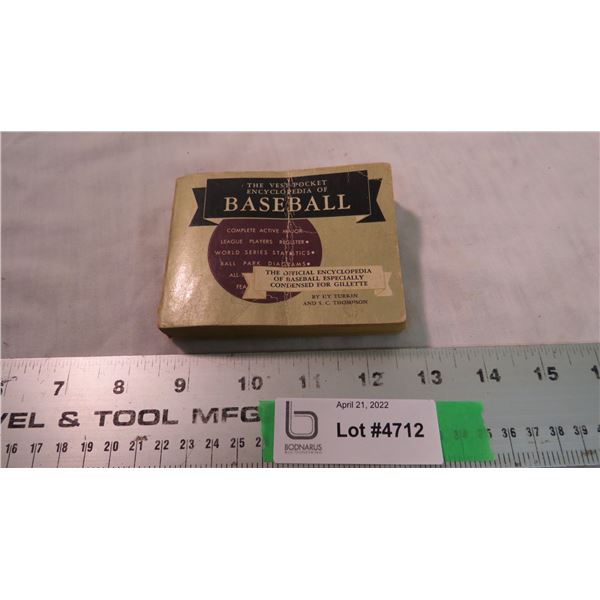 THE VEST POCKET
ENCYCLOPEDIA OF
BASEBALL
COMPLETE ACTIVE MAJOR
LEAGUE PLAYERS REGISTER
WORLD SERIES STATISTICS
BALL PARK DIAGRAMS
ALL
FEA
THE OFFICIAL ENCYCLOPEDIA
OF BASEBALL ESPECIALLY
CONDENSED FOR GILLETTE
BY
TURKIN
AND S. C. THOMPSON
7 8 9 10 11 12 13 14 15
VEL & TOOL MFG
April 21, 2022
Lot #4712
b
BODNARUS
16 17 18 19 20 21 22 23 24 25
35 36 37 38 39